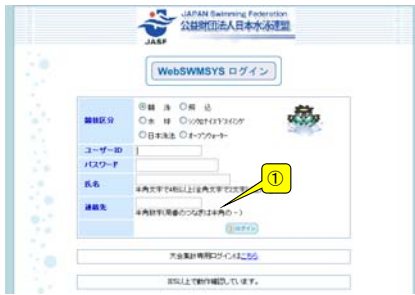 JAPAN Swimming Federation
公益財団法人日本水泳連盟
JASF
WebSWMSYS ログイン
競技区分
競 泳 飛 込
水 球 シンクロナイズドスイミング
日本泳法 オープンウォーター
ユーザーID
パスワード
氏名
半角文字で4桁以上(全角文字で2文字
①
連絡先
半角数字(局番のつなぎは半角の - )
ログイン
大会集計専用ログインはこちら
IE5以上で動作確認しています。